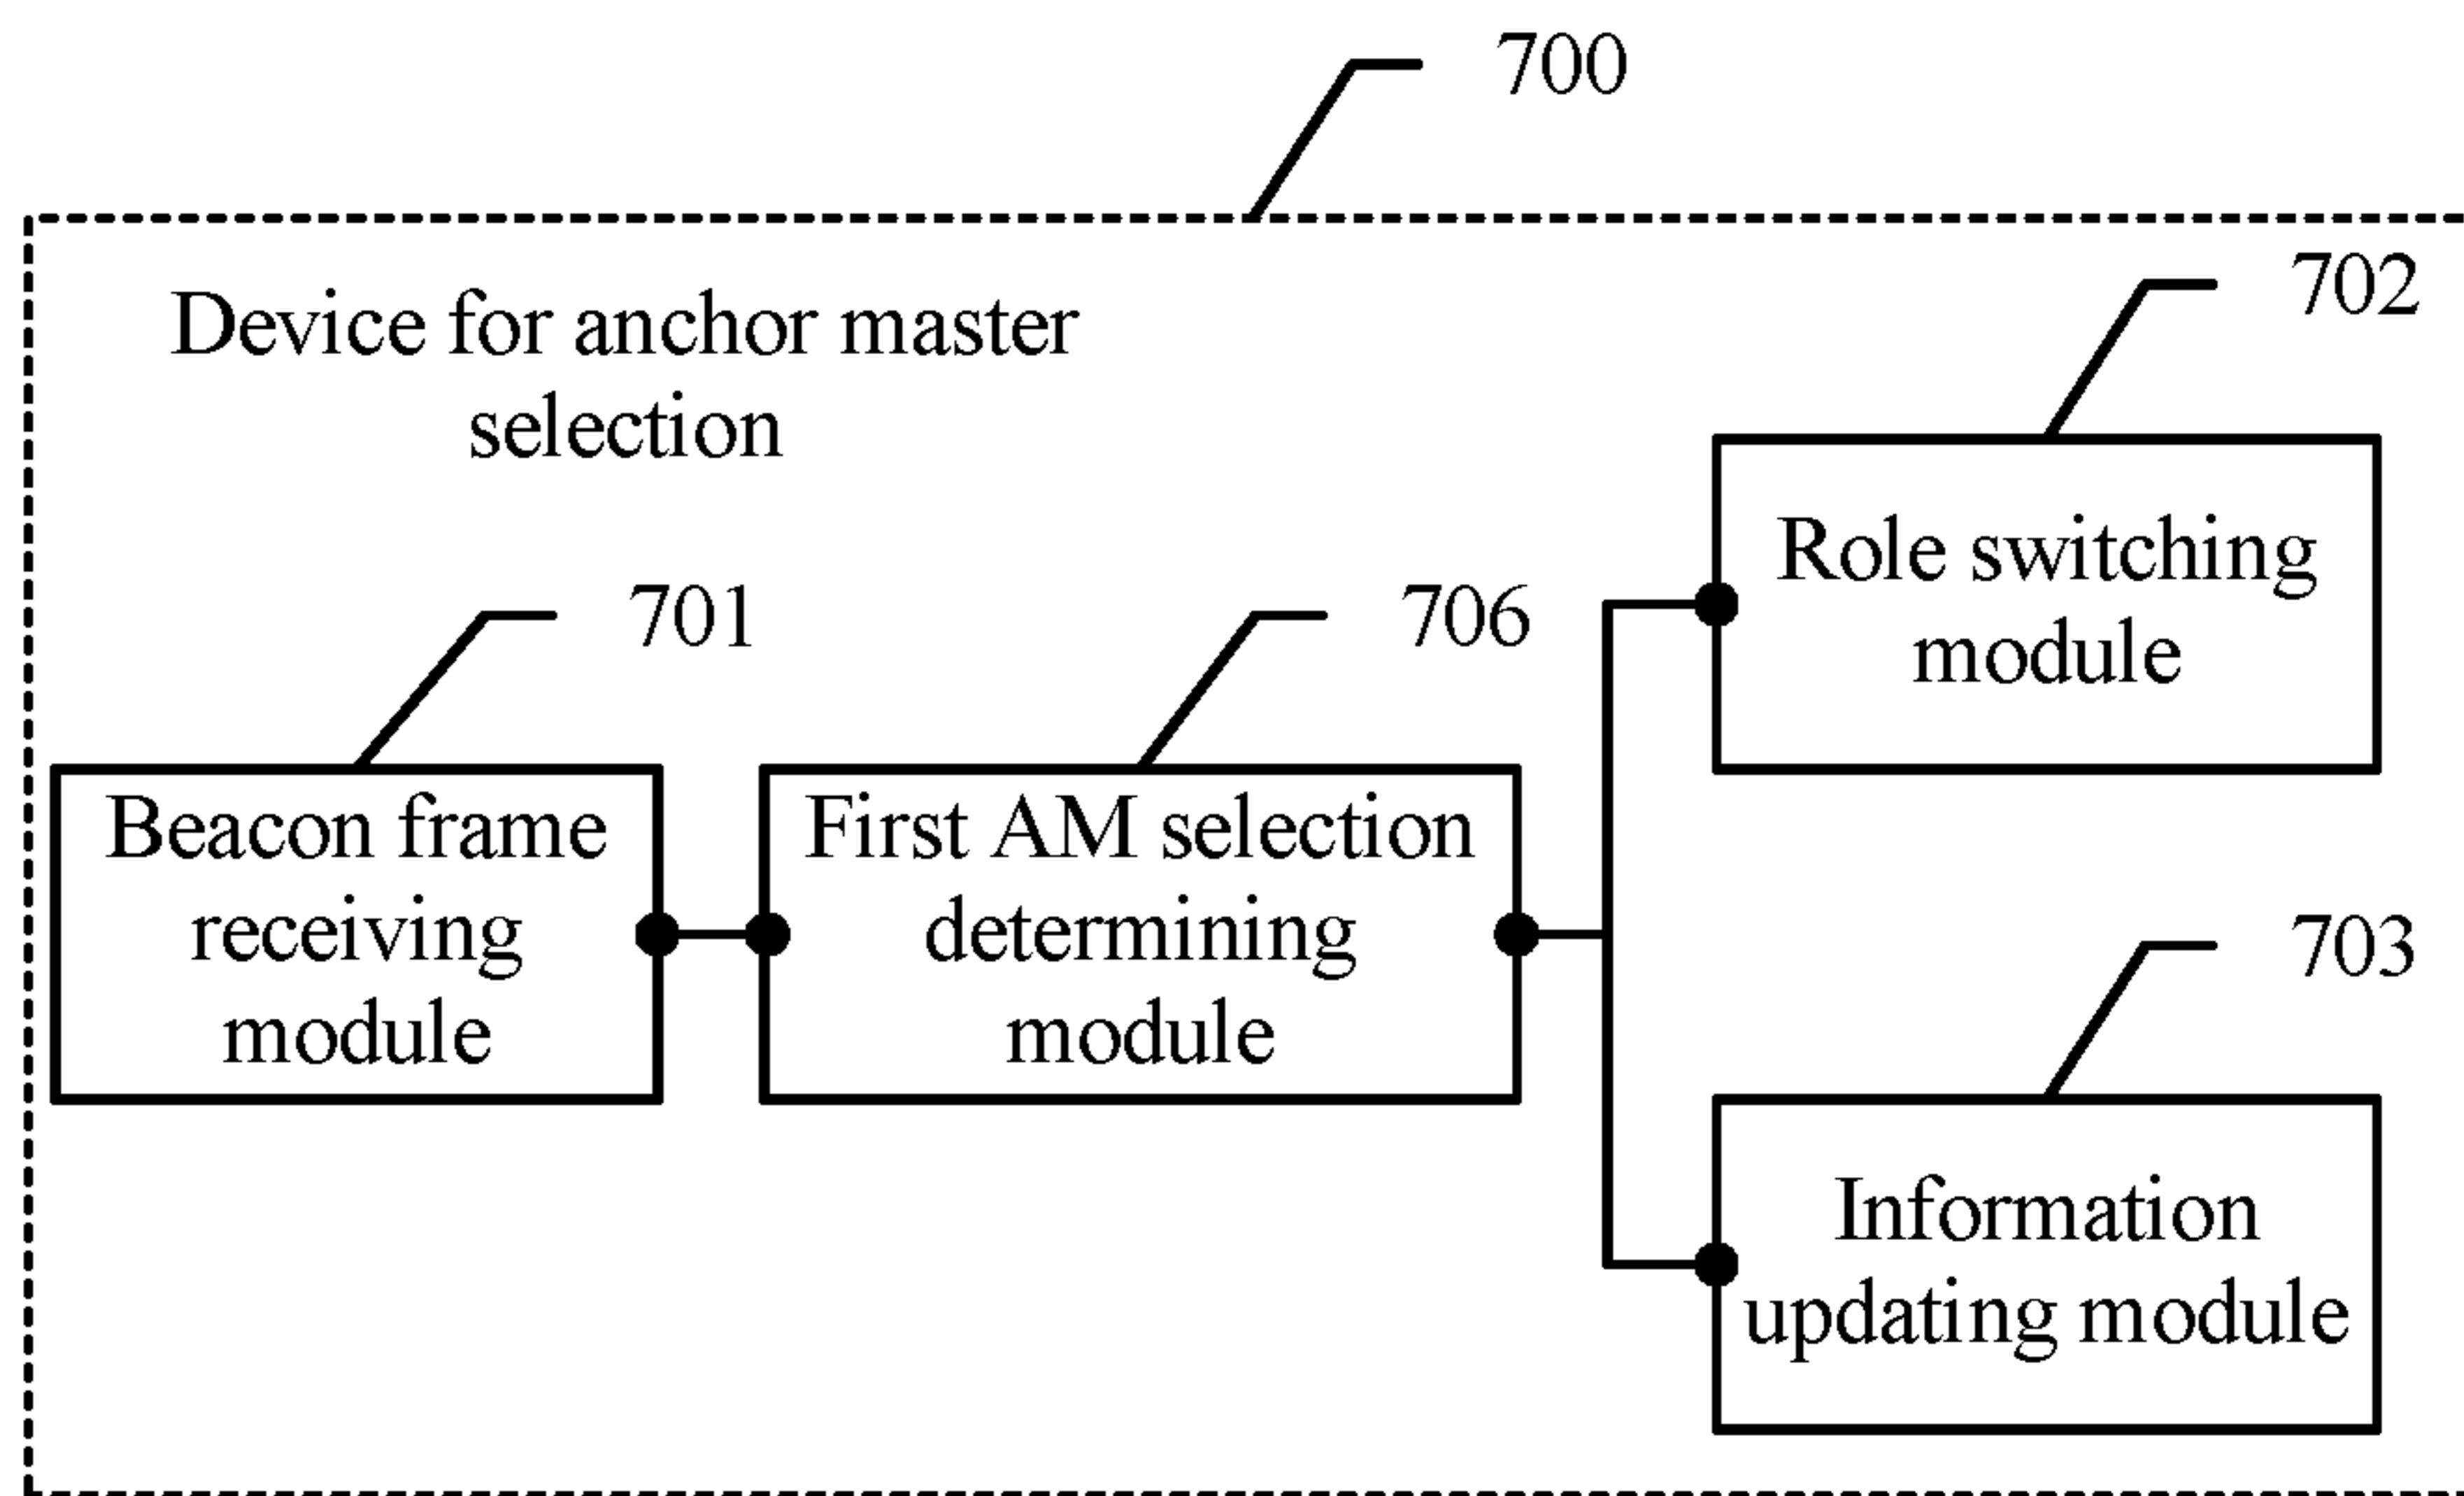 700
Device for anchor master
selection
702
Role switching
module
701
Beacon frame
receiving
module
706
First AM selection
determining
module
703
Information
updating module